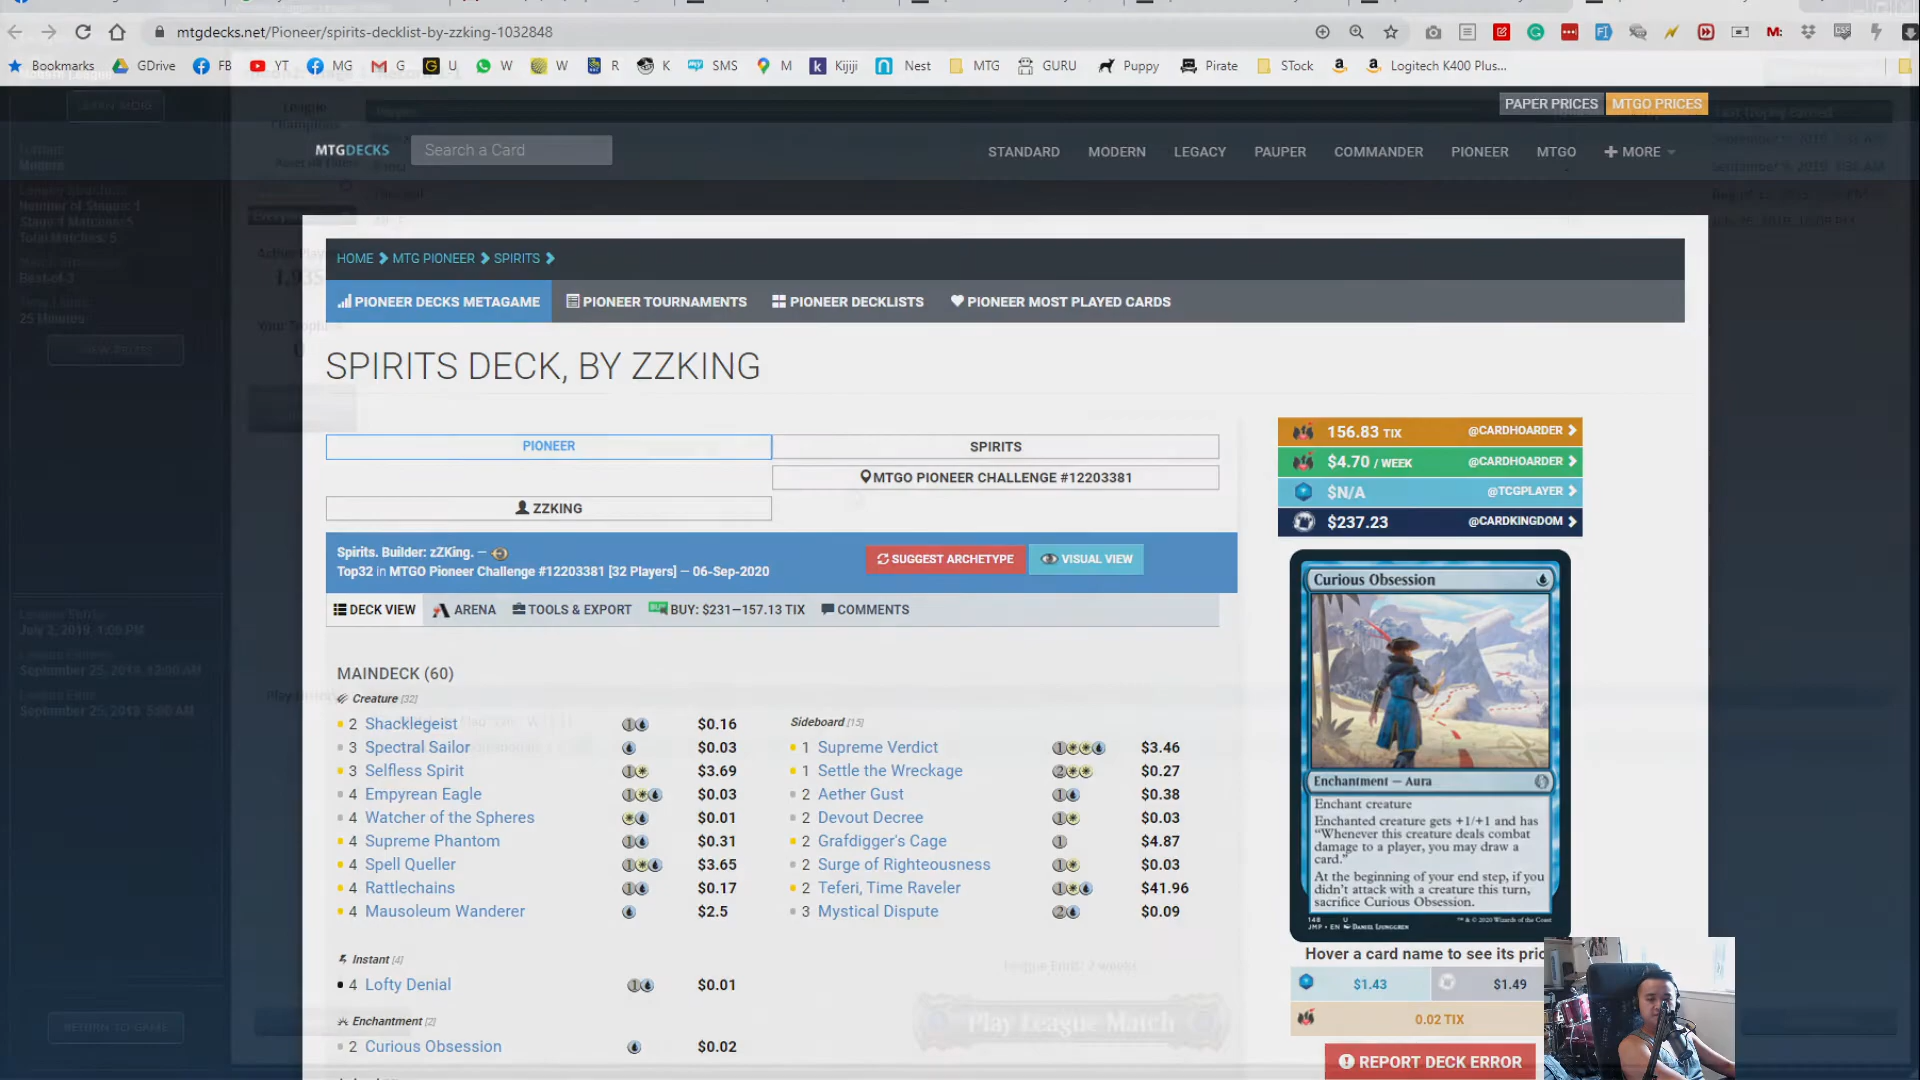 mtgdecks.net/Pioneer/spirits-decklist-by-zzking-1032848
Bookmarks GDrive FB YT MG G U W W R K SMS M Kijiji Nest MTG GURU Puppy Pirate STock Logitech K400 Plus...
PAPER PRICES MTGO PRICES
MTGDECKS Search a Card STANDARD MODERN LEGACY PAUPER COMMANDER PIONEER MTGO + MORE
HOME MTG PIONEER SPIRITS
PIONEER DECKS METAGAME PIONEER TOURNAMENTS PIONEER DECKLISTS PIONEER MOST PLAYED CARDS
SPIRITS DECK, BY ZZKING
PIONEER SPIRITS
MTGO PIONEER CHALLENGE #12203381
ZZKING
156.83 TIX @CARDHOARDER
$4.70 / WEEK @CARDHOARDER
$N/A @TCGPLAYER
$237.23 @CARDKINGDOM
Spirits. Builder: zZKing. —
Top32 in MTGO Pioneer Challenge #12203381 [32 Players] — 06-Sep-2020
SUGGEST ARCHETYPE VISUAL VIEW
DECK VIEW ARENA TOOLS & EXPORT BUY: $231—157.13 TIX COMMENTS
MAINDECK (60)
Creature [32]
2 Shacklegeist $0.16
3 Spectral Sailor $0.03
3 Selfless Spirit $3.69
4 Empyrean Eagle $0.03
4 Watcher of the Spheres $0.01
4 Supreme Phantom $0.31
4 Spell Queller $3.65
4 Rattlechains $0.17
4 Mausoleum Wanderer $2.5
Instant [4]
4 Lofty Denial $0.01
Enchantment [2]
2 Curious Obsession $0.02
Sideboard [15]
1 Supreme Verdict $3.46
1 Settle the Wreckage $0.27
2 Aether Gust $0.38
2 Devout Decree $0.03
2 Grafdigger's Cage $4.87
2 Surge of Righteousness $0.03
2 Teferi, Time Raveler $41.96
3 Mystical Dispute $0.09
Curious Obsession
Enchantment — Aura
Enchant creature
Enchanted creature gets +1/+1 and has
"Whenever this creature deals combat
damage to a player, you may draw a
card."
At the beginning of your end step, if you
didn't attack with a creature this turn,
sacrifice Curious Obsession.
Hover a card name to see its pric
$1.43 $1.49
0.02 TIX
REPORT DECK ERROR
Play League Match
RETURN TO GAME